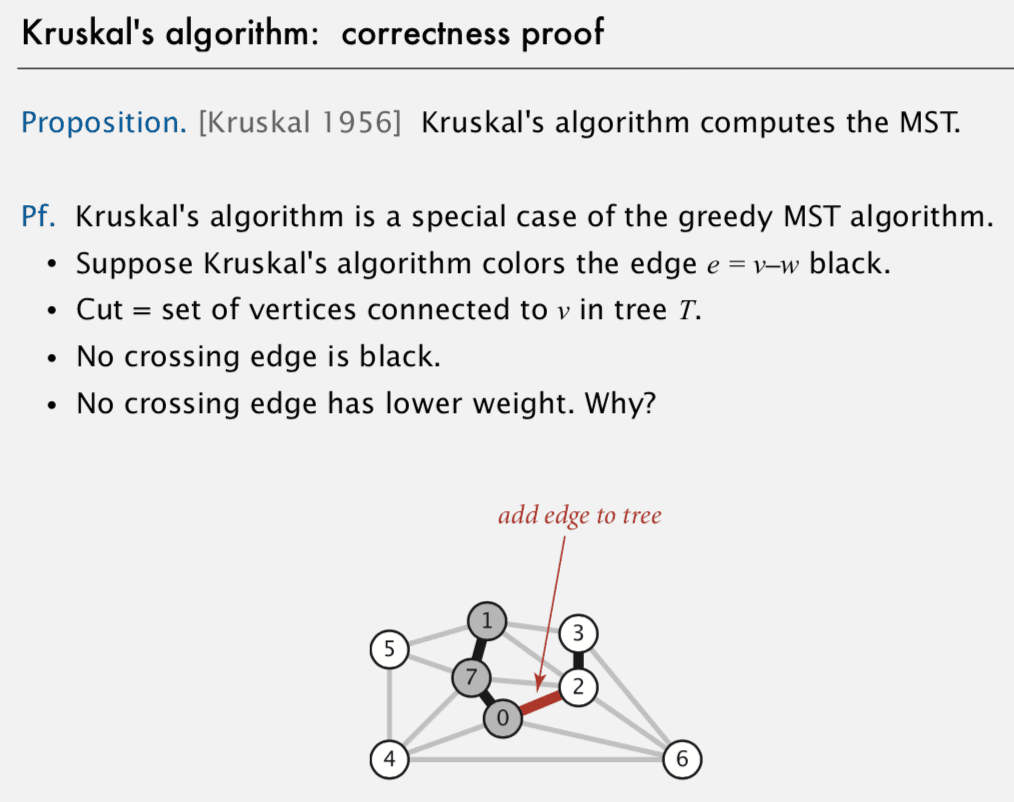 Kruskal's algorithm: correctness proof
Proposition. [Kruskal 1956] Kruskal's algorithm computes the MST.
Pf. Kruskal's algorithm is a special case of the greedy MST algorithm.
• Suppose Kruskal's algorithm colors the edge e = v–w black.
• Cut = set of vertices connected to v in tree T.
• No crossing edge is black.
• No crossing edge has lower weight. Why?
add edge to tree
1
3
5
7
2
0
4
6